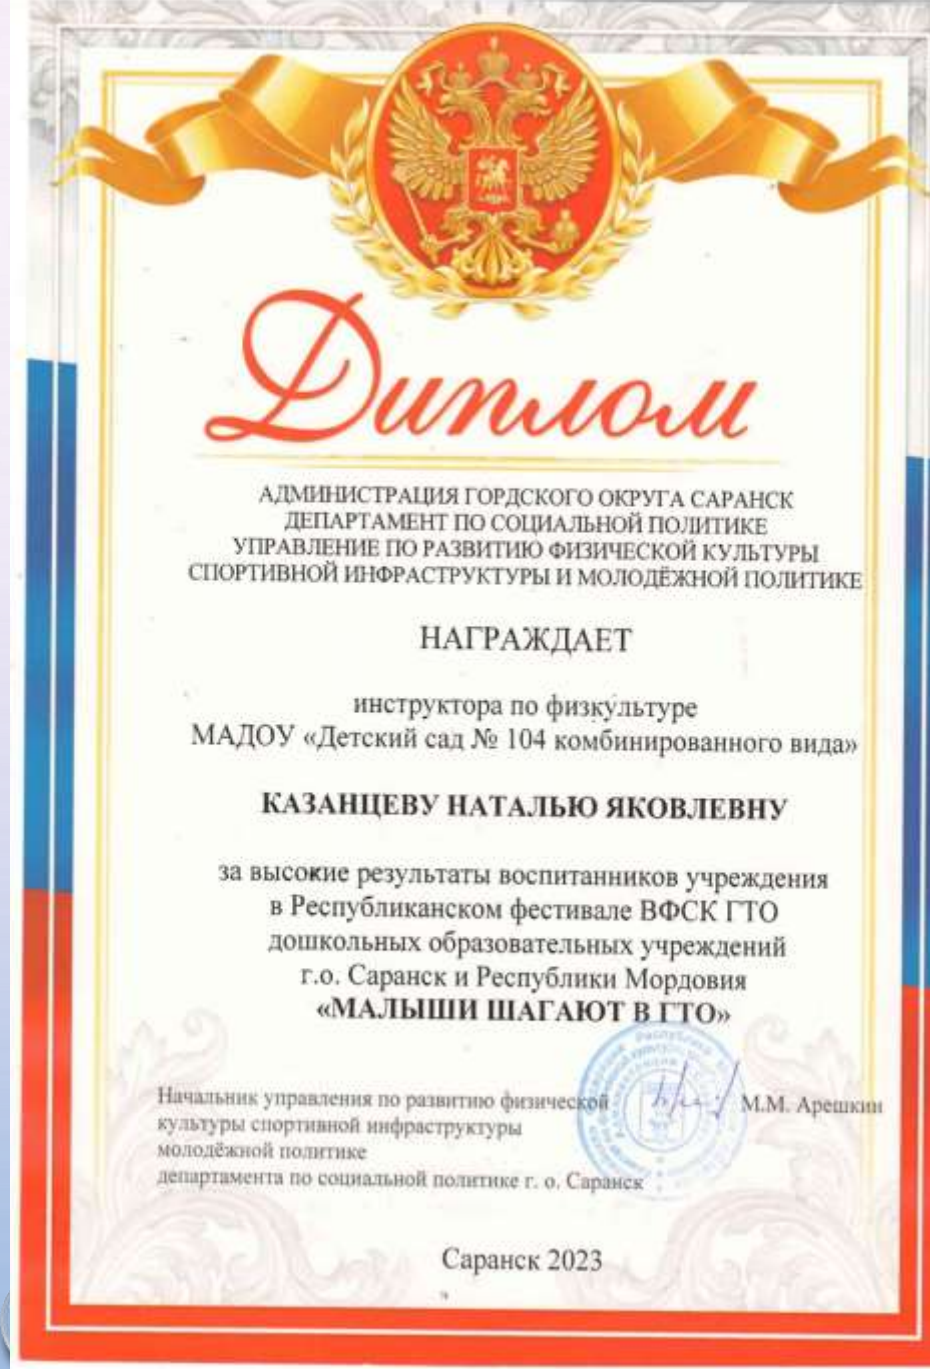 Диплом
АДМИНИСТРАЦИЯ ГОРДСКОГО ОКРУГА САРАНСК
ДЕПАРТАМЕНТ ПО СОЦИАЛЬНОЙ ПОЛИТИКЕ
УПРАВЛЕНИЕ ПО РАЗВИТИЮ ФИЗИЧЕСКОЙ КУЛЬТУРЫ
СПОРТИВНОЙ ИНФРАСТРУКТУРЫ И МОЛОДЁЖНОЙ ПОЛИТИКЕ
НАГРАЖДАЕТ
инструктора по физкультуре
МАДОУ «Детский сад № 104 комбинированного вида»
КАЗАНЦЕВУ НАТАЛЬЮ ЯКОВЛЕВНУ
за высокие результаты воспитанников учреждения
в Республиканском фестивале ВФСК ГТО
дошкольных образовательных учреждений
г.о. Саранск и Республики Мордовия
«МАЛЫШИ ШАГАЮТ В ГТО»
Начальник управления по развитию физической
культуры спортивной инфраструктуры
молодёжной политике
департамента по социальной политике г. о. Саранск
М.М. Арешкин
Саранск 2023